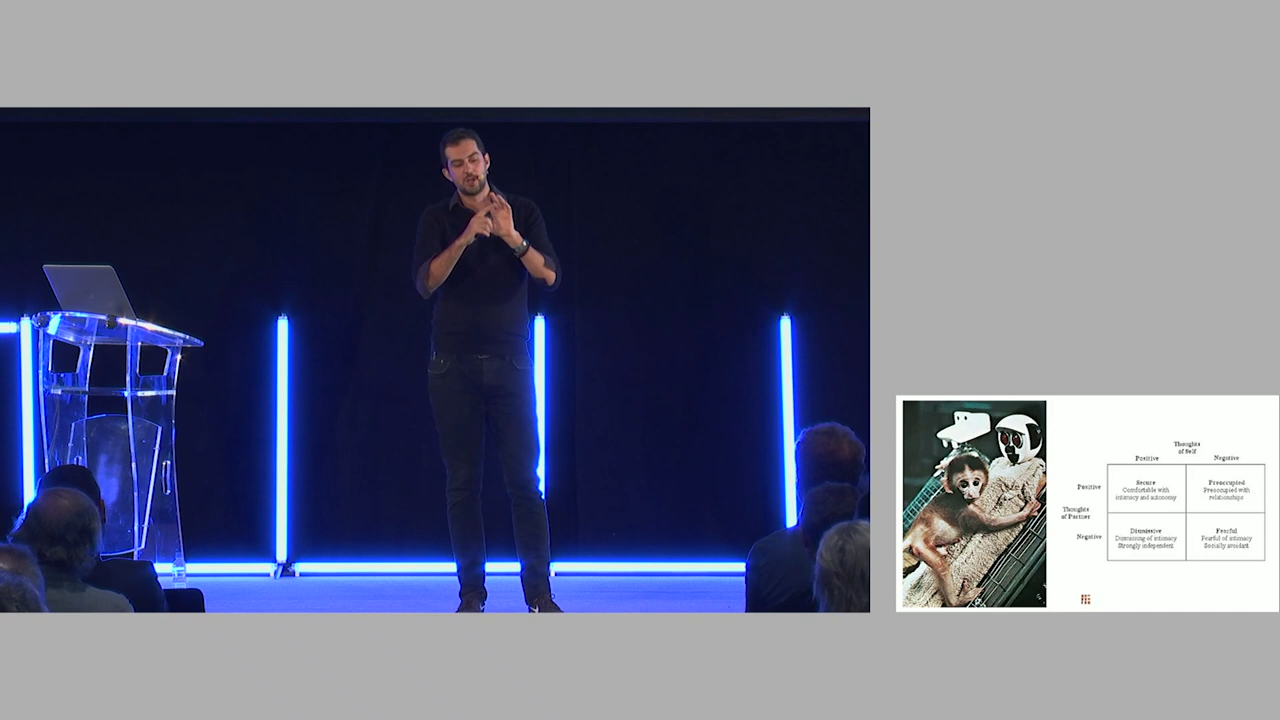 Thoughts
of Self
Positive
Negative
Positive
Secure
Comfortable with
intimacy and autonomy
Preoccupied
Preoccupied with
relationships
Thoughts
of Partner
Negative
Dismissive
Dismissing of intimacy
Strongly independent
Fearful
Fearful of intimacy
Socially avoidant